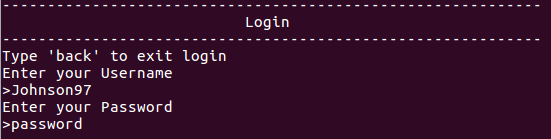 ------------------------------------------------------------
Login
------------------------------------------------------------
Type 'back' to exit login
Enter your Username
>Johnson97
Enter your Password
>password